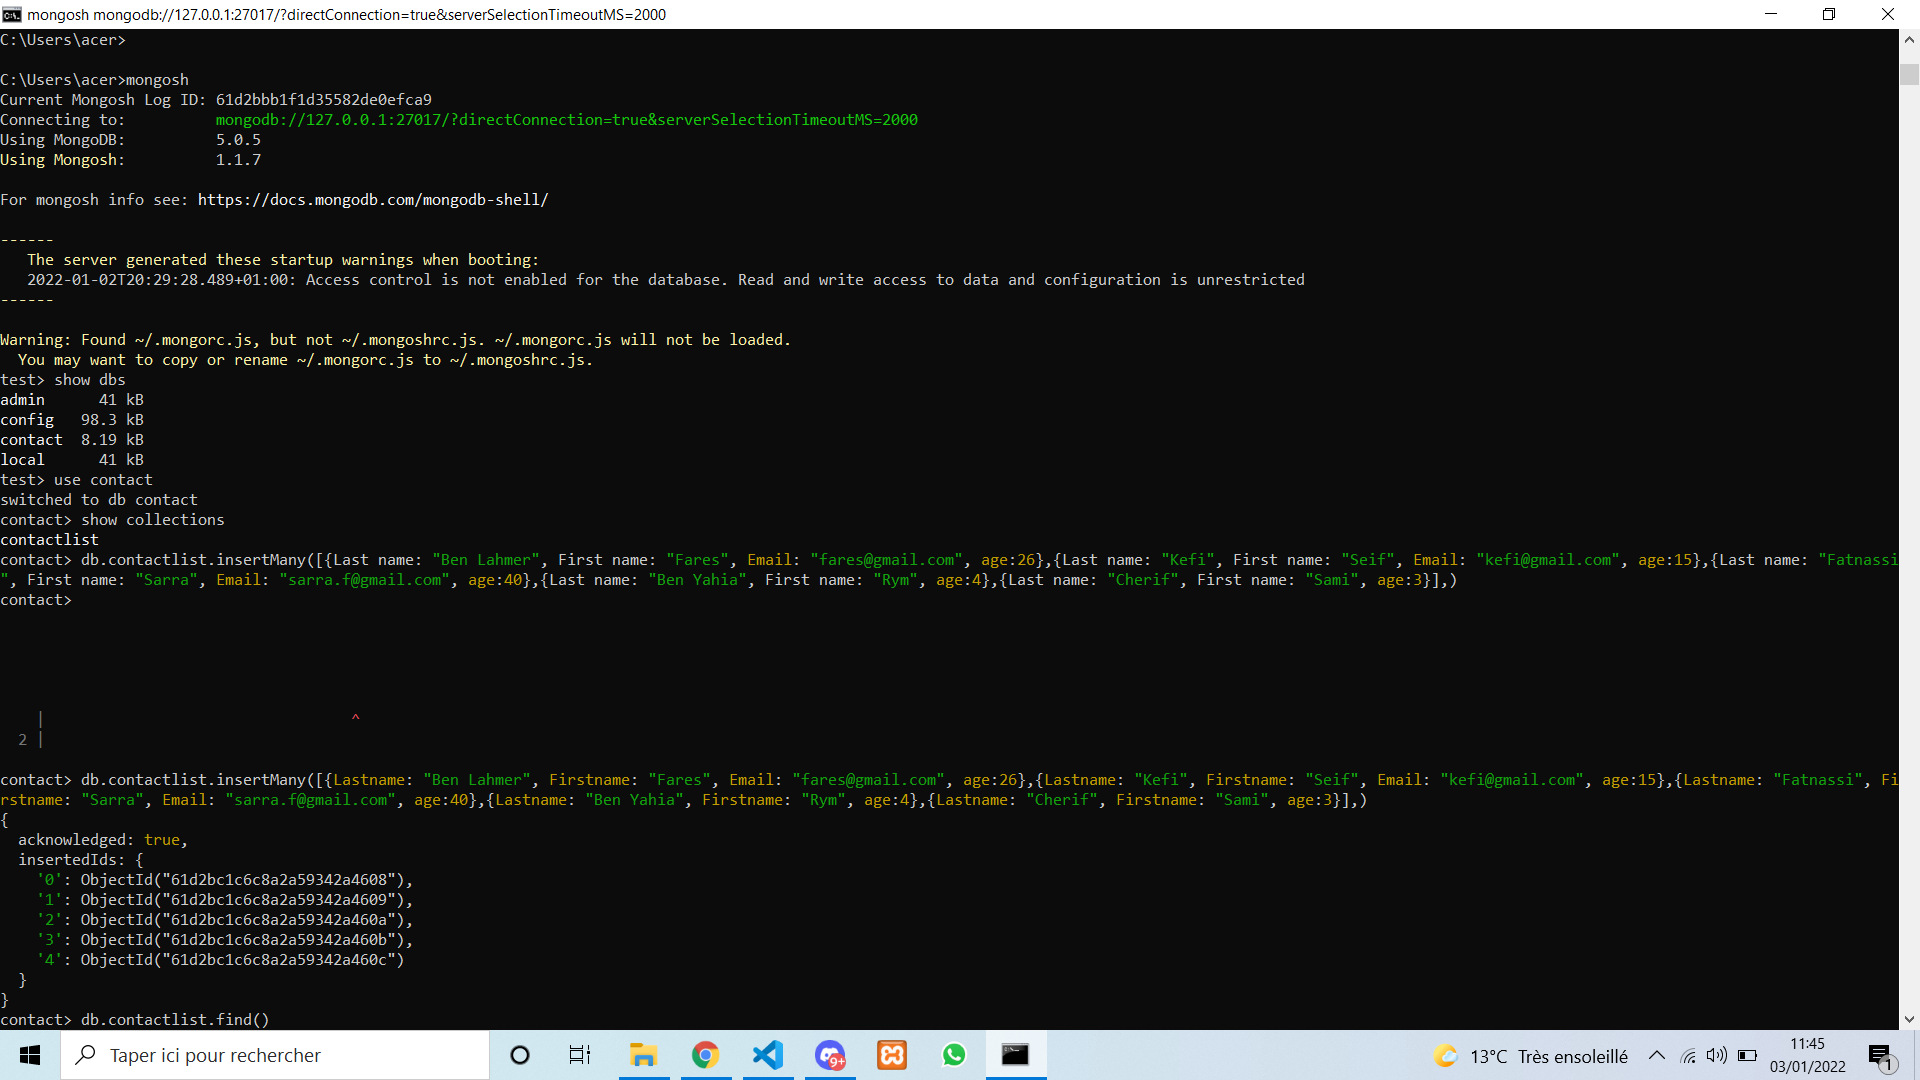 mongosh mongodb://127.0.0.1:27017/?directConnection=true&serverSelectionTimeoutMS=2000
C:\Users\acer>
C:\Users\acer>mongosh
Current Mongosh Log ID: 61d2bbb1f1d35582de0efca9
Connecting to: mongodb://127.0.0.1:27017/?directConnection=true&serverSelectionTimeoutMS=2000
Using MongoDB: 5.0.5
Using Mongosh: 1.1.7
For mongosh info see: https://docs.mongodb.com/mongodb-shell/
------
The server generated these startup warnings when booting:
2022-01-02T20:29:28.489+01:00: Access control is not enabled for the database. Read and write access to data and configuration is unrestricted
------
Warning: Found ~/.mongorc.js, but not ~/.mongoshrc.js. ~/.mongorc.js will not be loaded.
You may want to copy or rename ~/.mongorc.js to ~/.mongoshrc.js.
test> show dbs
admin 41 kB
config 98.3 kB
contact 8.19 kB
local 41 kB
test> use contact
switched to db contact
contact> show collections
contactlist
contact> db.contactlist.insertMany([{Last name: "Ben Lahmer", First name: "Fares", Email: "fares@gmail.com", age:26},{Last name: "Kefi", First name: "Seif", Email: "kefi@gmail.com", age:15},{Last name: "Fatnassi
", First name: "Sarra", Email: "sarra.f@gmail.com", age:40},{Last name: "Ben Yahia", First name: "Rym", age:4},{Last name: "Cherif", First name: "Sami", age:3}],)
contact>
| ^
2 |
contact> db.contactlist.insertMany([{Lastname: "Ben Lahmer", Firstname: "Fares", Email: "fares@gmail.com", age:26},{Lastname: "Kefi", Firstname: "Seif", Email: "kefi@gmail.com", age:15},{Lastname: "Fatnassi", Fi
rstname: "Sarra", Email: "sarra.f@gmail.com", age:40},{Lastname: "Ben Yahia", Firstname: "Rym", age:4},{Lastname: "Cherif", Firstname: "Sami", age:3}],)
{
acknowledged: true,
insertedIds: {
'0': ObjectId("61d2bc1c6c8a2a59342a4608"),
'1': ObjectId("61d2bc1c6c8a2a59342a4609"),
'2': ObjectId("61d2bc1c6c8a2a59342a460a"),
'3': ObjectId("61d2bc1c6c8a2a59342a460b"),
'4': ObjectId("61d2bc1c6c8a2a59342a460c")
}
}
contact> db.contactlist.find()
Taper ici pour rechercher
9+
13°C Très ensoleillé
11:45
03/01/2022
1